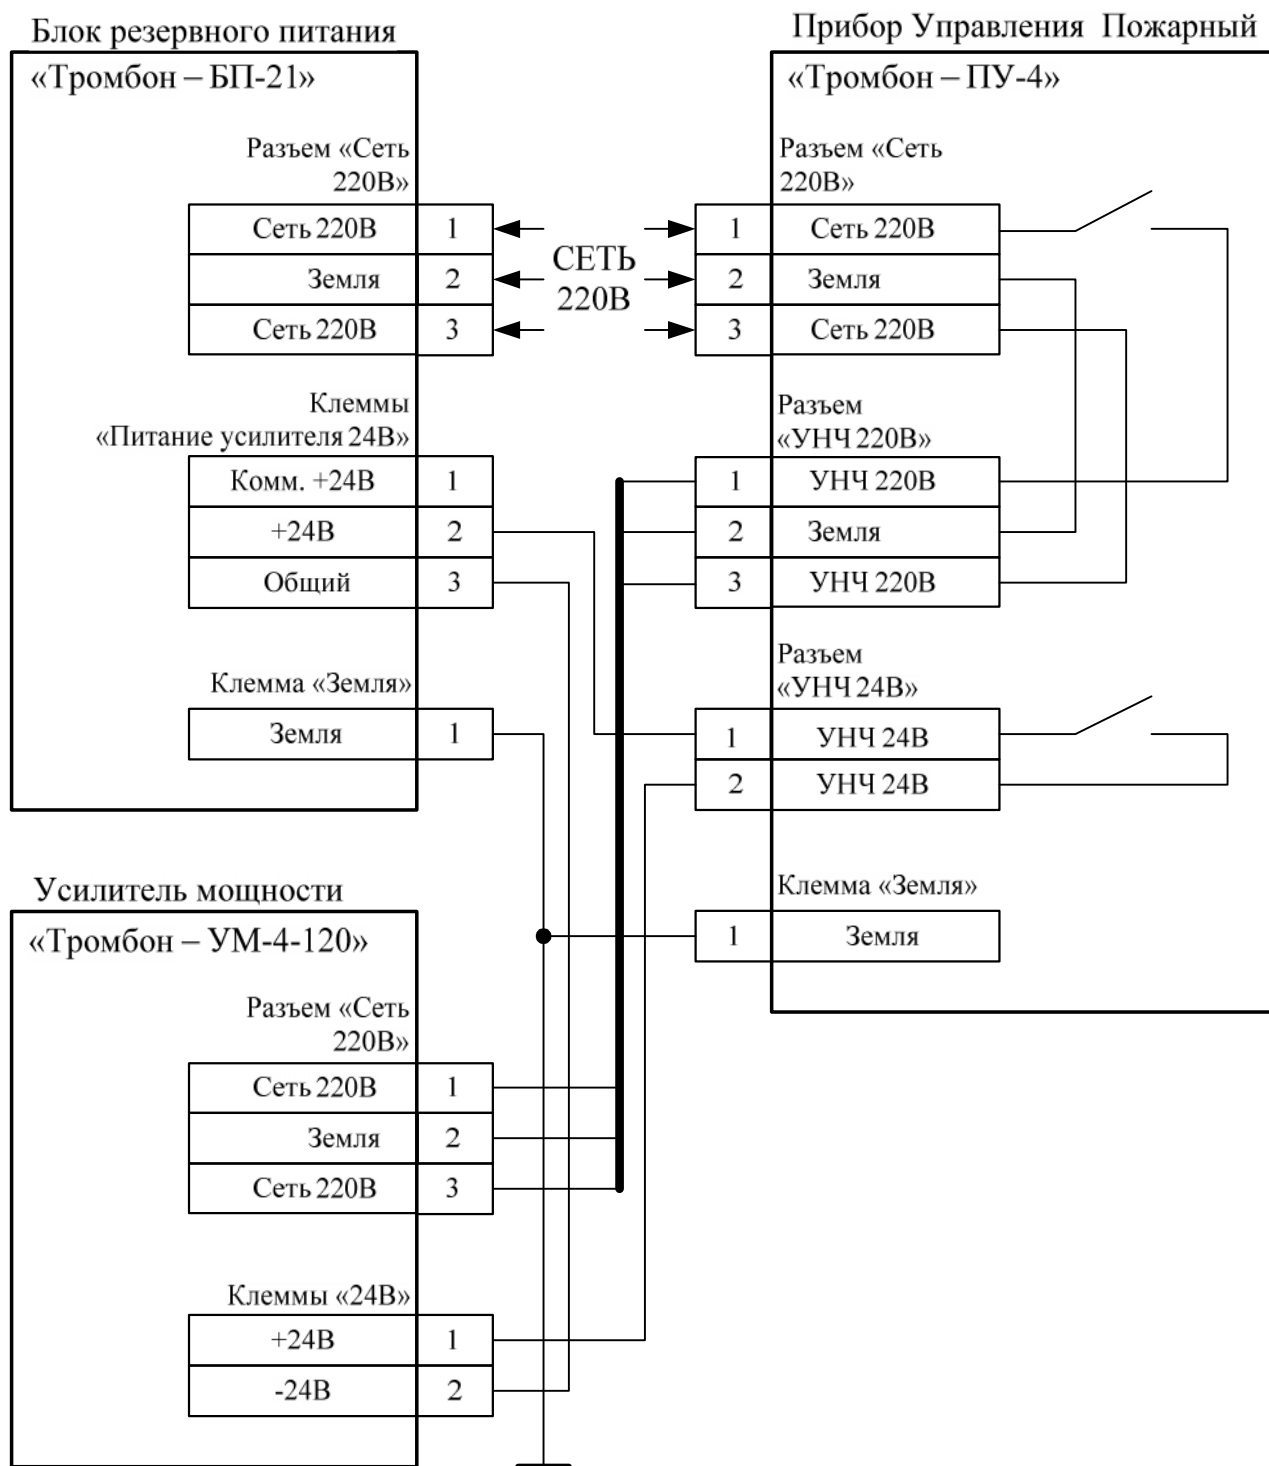 Блок резервного питания
«Тромбон – БП-21»
Разъем «Сеть
220В»
Сеть 220В 1
Земля 2
Сеть 220В 3
Клеммы
«Питание усилителя 24В»
Комм. +24В 1
+24В 2
Общий 3
Клемма «Земля»
Земля 1
СЕТЬ
220В
Прибор Управления Пожарный
«Тромбон – ПУ-4»
Разъем «Сеть
220В»
1 Сеть 220В
2 Земля
3 Сеть 220В
Разъем
«УНЧ 220В»
1 УНЧ 220В
2 Земля
3 УНЧ 220В
Разъем
«УНЧ 24В»
1 УНЧ 24В
2 УНЧ 24В
Клемма «Земля»
1 Земля
Усилитель мощности
«Тромбон – УМ-4-120»
Разъем «Сеть
220В»
Сеть 220В 1
Земля 2
Сеть 220В 3
Клеммы «24В»
+24В 1
-24В 2